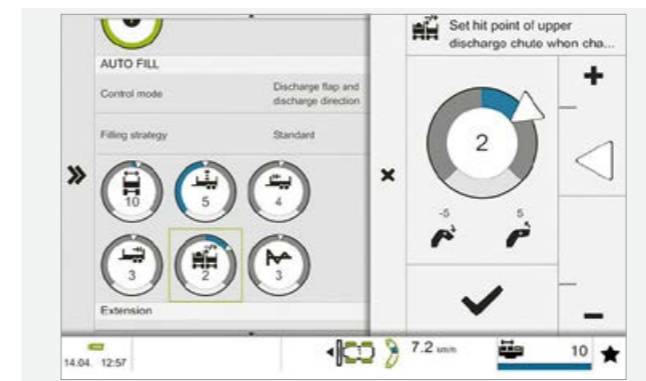 AUTO FILL
Control mode
Discharge flap and
discharge direction
Filling strategy
Standard
10
5
4
3
2
3
Extension
Set hit point of upper
discharge chute when cha...
2
-5
5
14.04. 12:57
1
7.2 km/h
10